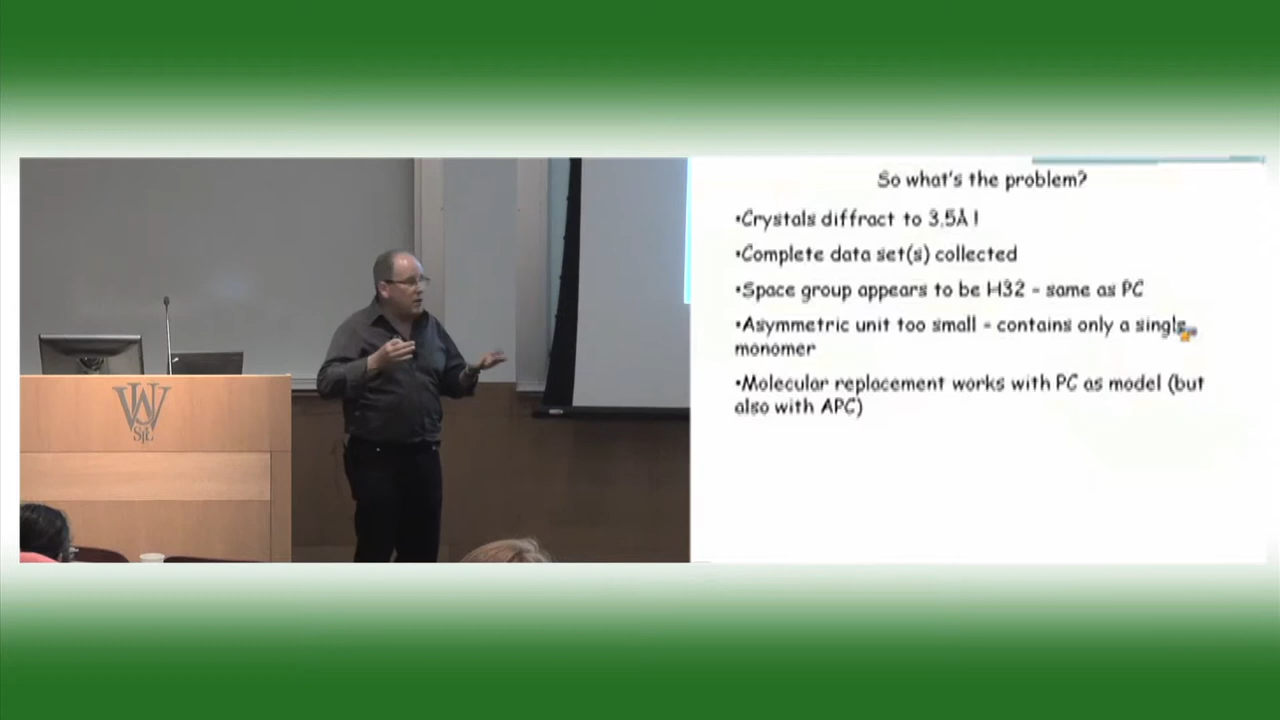 So what's the problem?
•Crystals diffract to 3.5Å !
•Complete data set(s) collected
•Space group appears to be H32 - same as PC
•Asymmetric unit too small - contains only a single
monomer
•Molecular replacement works with PC as model (but
also with APC)
W
SJL